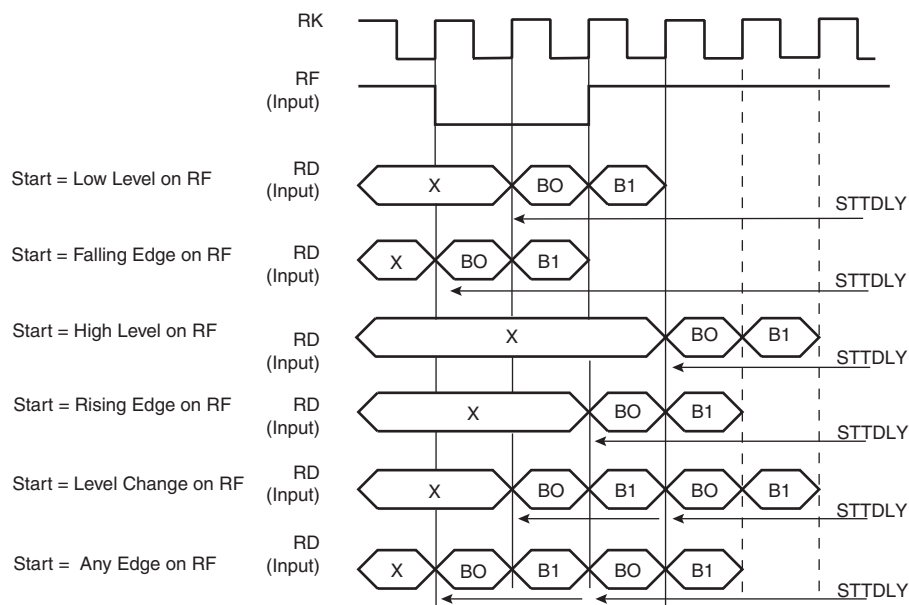 RK
RF
(Input)
Start = Low Level on RF
RD
(Input)
X
BO
B1
STTDLY
Start = Falling Edge on RF
RD
(Input)
X
BO
B1
STTDLY
Start = High Level on RF
RD
(Input)
X
BO
B1
STTDLY
Start = Rising Edge on RF
RD
(Input)
X
BO
B1
STTDLY
Start = Level Change on RF
RD
(Input)
X
BO
B1
BO
B1
STTDLY
Start = Any Edge on RF
RD
(Input)
X
BO
B1
BO
B1
STTDLY